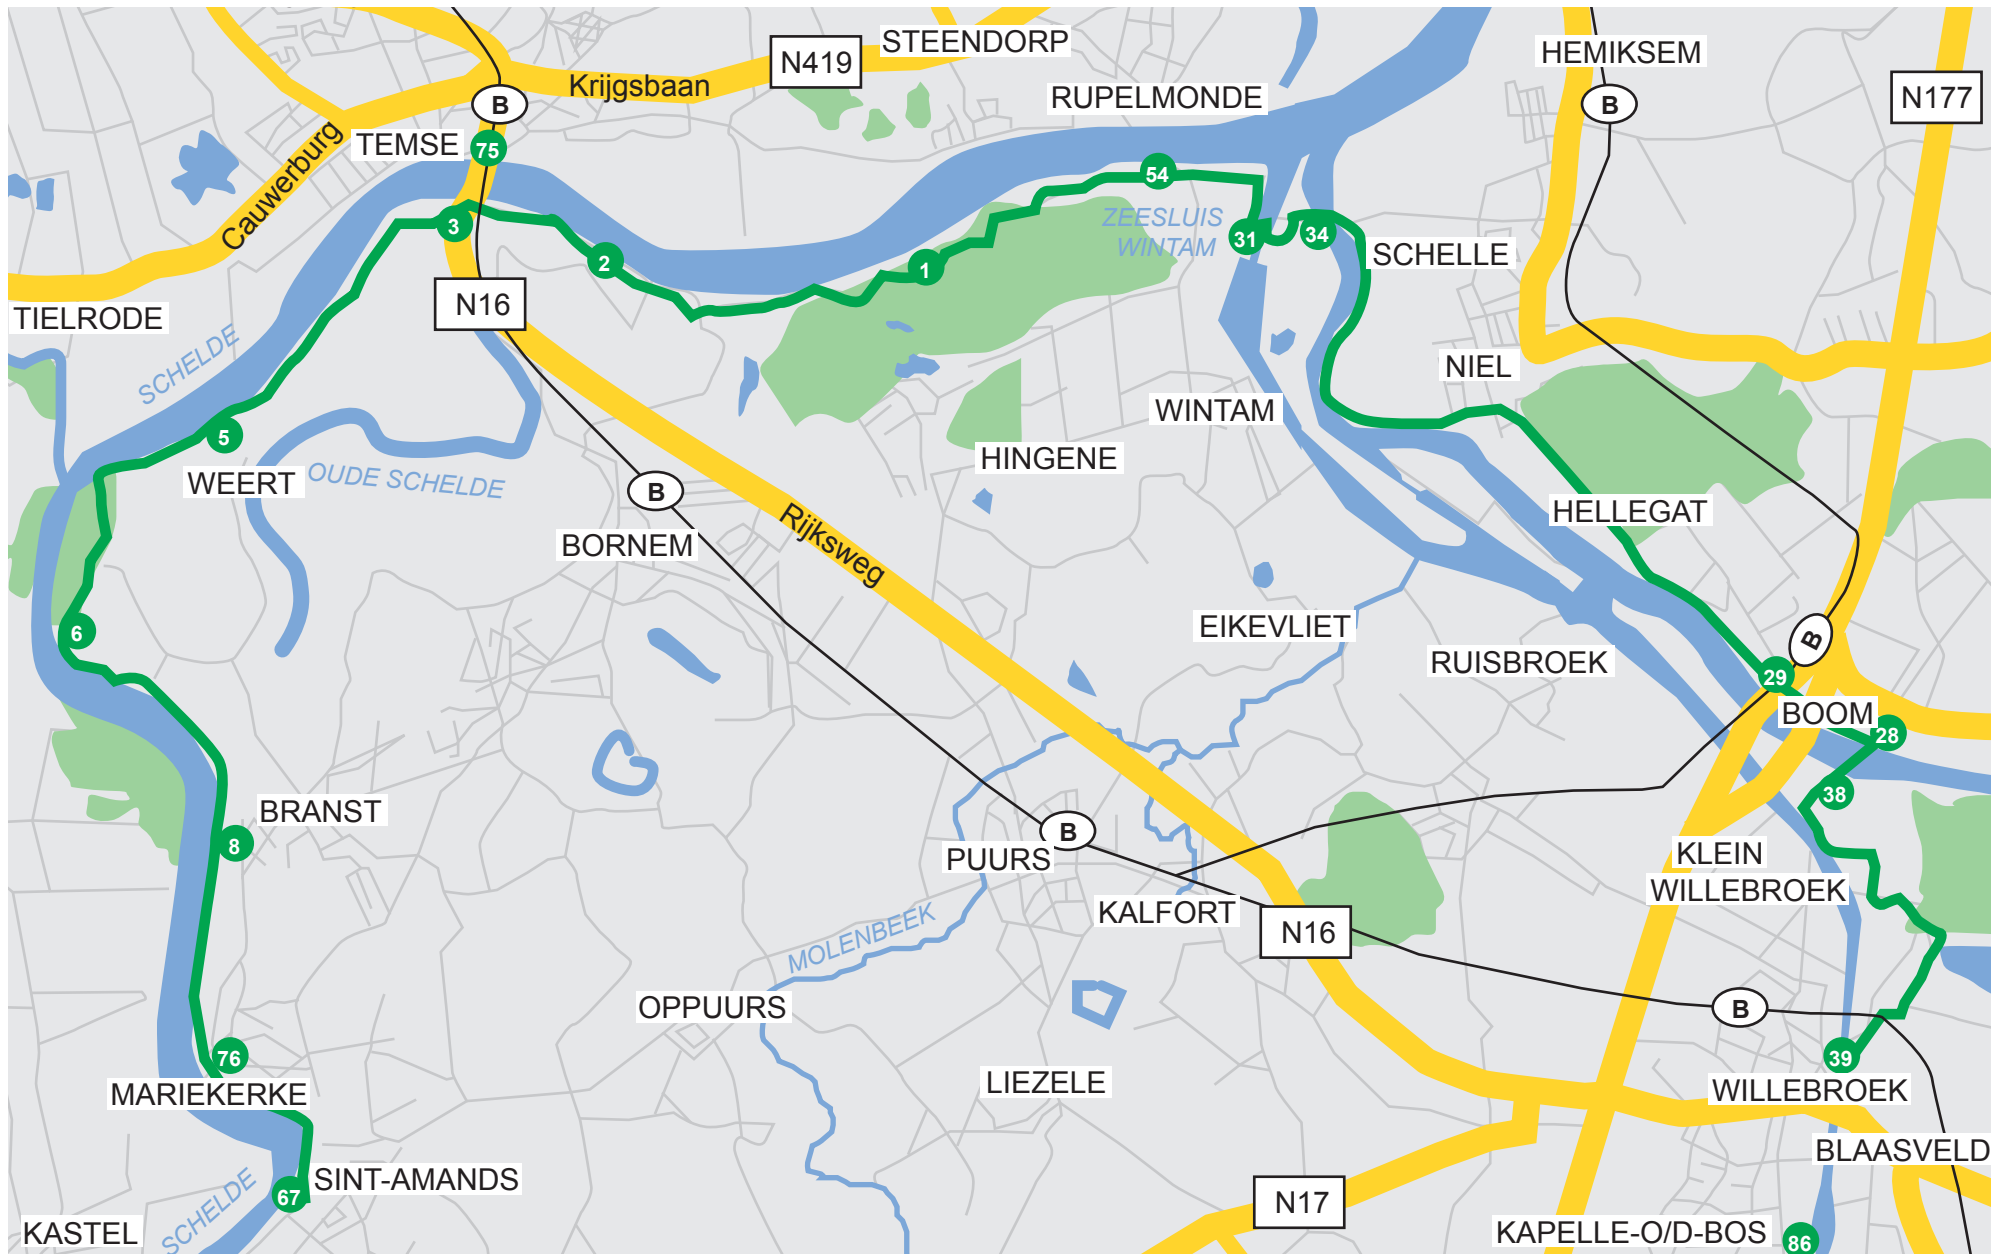 STEENDORP
HEMIKSEM
N419
Krijgsbaan
RUPELMONDE
N177
B
B
TEMSE
75
Cauwerburg
54
3
ZEESLUIS
WINTAM
31
34
SCHELLE
2
1
N16
TIELRODE
SCHELDE
NIEL
WINTAM
5
WEERT
OUDE SCHELDE
HINGENE
B
HELLEGAT
BORNEM
Rijksweg
EIKEVLIET
6
RUISBROEK
B
29
BOOM
28
38
BRANST
8
B
PUURS
KLEIN
WILLEBROEK
KALFORT
MOLENBEEK
N16
OPPUURS
B
76
39
MARIEKERKE
LIEZELE
WILLEBROEK
BLAASVELD
SINT-AMANDS
67
SCHELDE
N17
KASTEL
KAPELLE-O/D-BOS
86